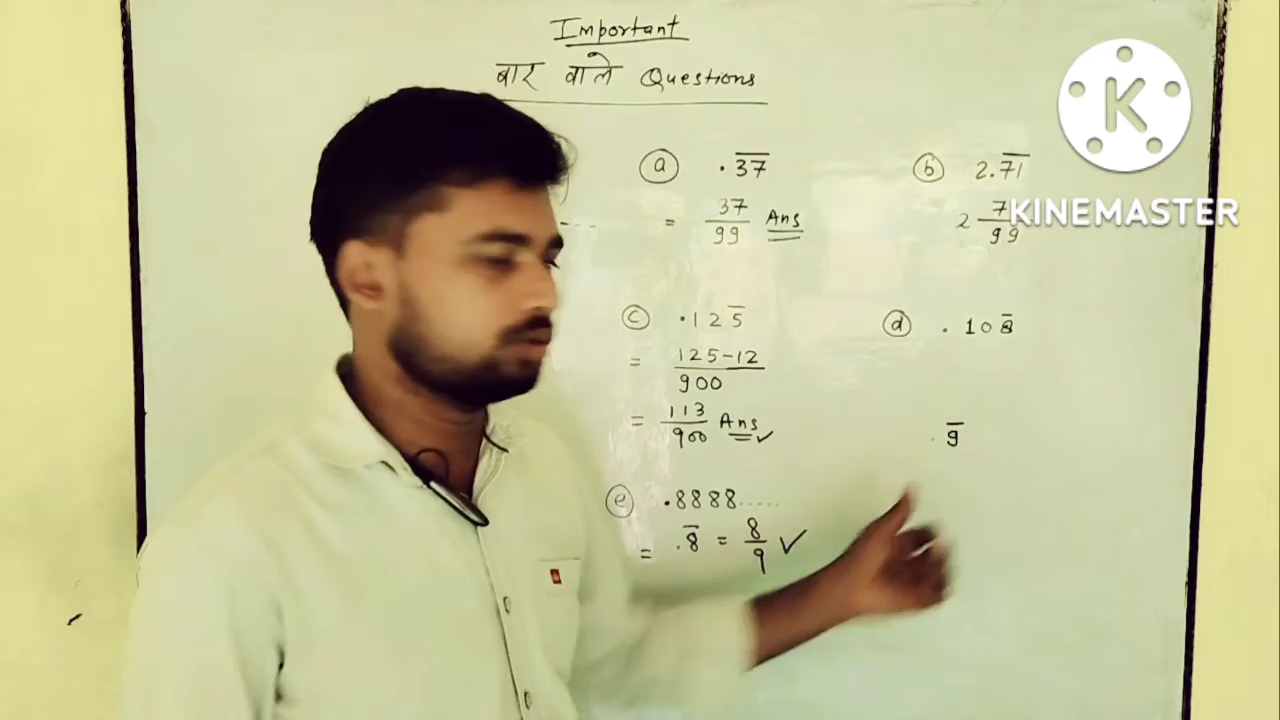 Important
बार वाले Questions
(a) .3̅7̅
= 37/99 Ans
(b) 2.7̅1̅
2 7/99
(c) .125̅
= 125-12/900
= 113/900 Ans ✓
(d) .108̅
.9̅
(e) .8888.....
= .8̅ = 8/9 ✓
K
KINEMASTER